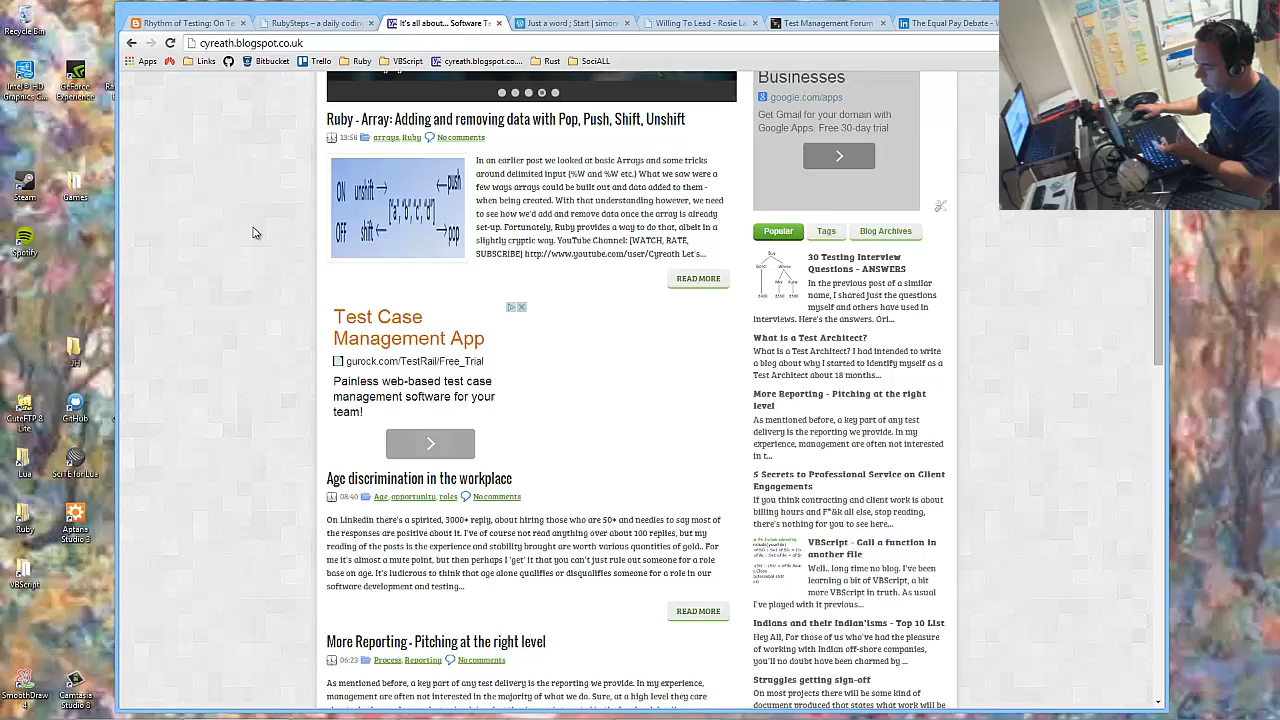 Recycle Bin
Intel® HD
Graphics C...
GeForce
Experience
Steam
Games
Spotify
JH
CuteFTP 8
Lite
GitHub
Lua
SciTE for Lua
Ruby
Aptana
Studio 3
VBScript
SmoothDraw
4
Camtasia
Studio 8
Rhythm of Testing: On Te
RubySteps – a daily coding
It's all about... Software Te
Just a word ; Start | simon
Willing To Lead - Rosie La
Test Management Forum
The Equal Pay Debate -
cyreath.blogspot.co.uk
Apps
Links
Bitbucket
Trello
Ruby
VBScript
cyreath.blogspot.co....
Rust
SociALL
Ruby - Array: Adding and removing data with Pop, Push, Shift, Unshift
13:58 arrays, Ruby No comments
ON unshift → ← push
["a", "b", "c", "d"]
OFF shift pop
In an earlier post we looked at basic Arrays and some tricks
around delimited input (%W and %w etc.) What we saw were a
few ways arrays could be built out and data added to them -
when being created. With that understanding however, we need
to see how we'd add and remove data once the array is already
set-up. Fortunately, Ruby provides a way to do that, albeit in a
slightly cryptic way. YouTube Channel: [WATCH, RATE,
SUBSCRIBE] http://www.youtube.com/user/Cyreath Let's...
READ MORE
Test Case
Management App
gurock.com/TestRail/Free_Trial
Painless web-based test case
management software for your
team!
Age discrimination in the workplace
08:40 Age, opportunity, roles No comments
On Linkedin there's a spirited, 3000+ reply, about hiring those who are 50+ and needles to say most of
the responses are positive about it. I've of course not read anything over about 100 replies, but my
reading of the posts is the experience and stability brought are worth various quantities of gold.. For
me it's almost a mute point, but then perhaps I 'get' it that you can't just rule out someone for a role
base on age. It's ludicrous to think that age alone qualifies or disqualifies someone for a role in our
software development and testing...
READ MORE
More Reporting - Pitching at the right level
06:23 Process, Reporting No comments
As mentioned before, a key part of any test delivery is the reporting we provide. In my experience,
management are often not interested in the majority of what we do. Sure, at a high level they care
Businesses
google.com/apps
Get Gmail for your domain with
Google Apps. Free 30-day trial
Popular
Tags
Blog Archives
30 Testing Interview
Questions - ANSWERS
In the previous post of a similar
name, I shared just the questions
myself and others have used in
interviews. Here's the answers. Ori...
What is a Test Architect?
What is a Test Architect? I had intended to write
a blog about why I started to identify myself as a
Test Architect about 18 months...
More Reporting - Pitching at the right
level
As mentioned before, a key part of any test
delivery is the reporting we provide. In my
experience, management are often not interested
in t...
5 Secrets to Professional Service on Client
Engagements
If you think contracting and client work is about
billing hours and F*&k all else, stop reading,
there's nothing for you to see here...
VBScript - Call a function in
another file
Well.. long time no blog. I've been
learning a bit of VBScript, a bit
more VBScript in truth. As usual
I've played with it previous...
Indians and their Indian'isms - Top 10 List
Hey All, For those of us who've had the pleasure
of working with Indian off-shore companies,
you'll no doubt have been charmed by ...
Struggles getting sign-off
On most projects there will be some kind of
document produced that states what work will be